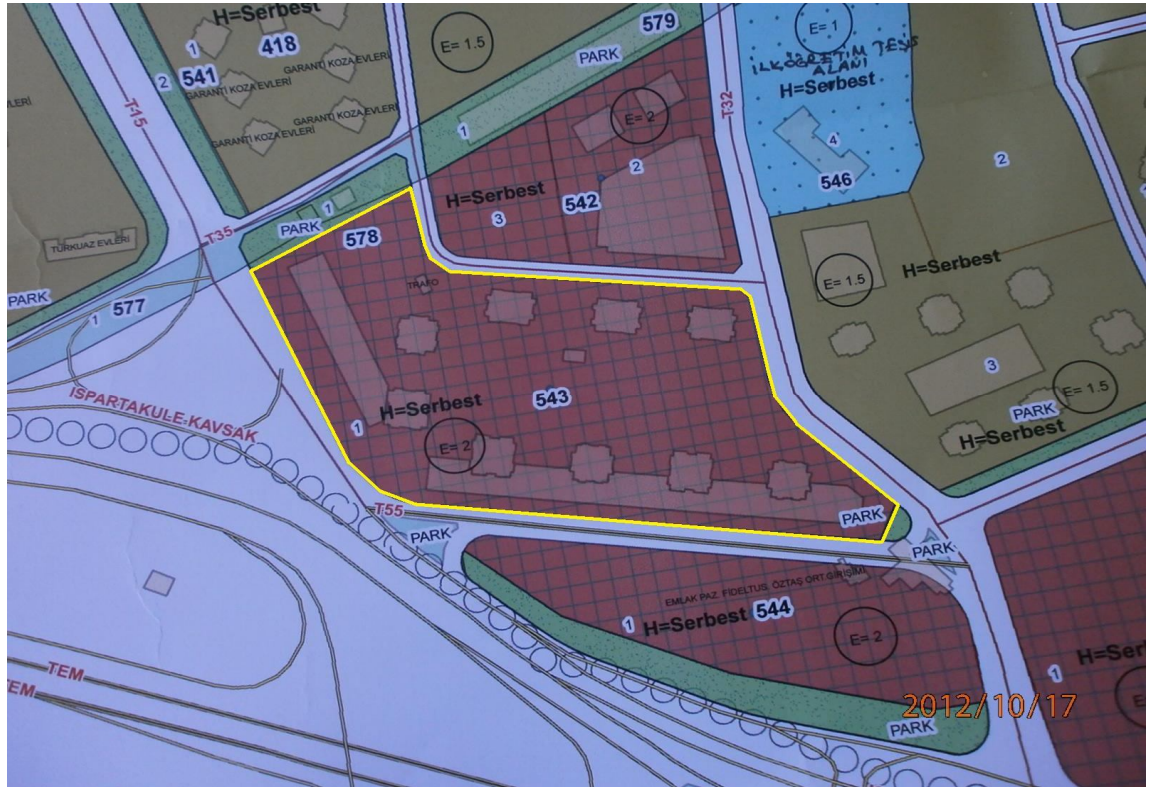 H=Serbest
418
1
541
2
GARANTİ KOZA EVLERİ
GARANTİ KOZA EVLERİ
GARANTİ KOZA EVLERİ
GARANTİ KOZA EVLERİ
T-15
E= 1.5
579
PARK
1
E= 2
2
H=Serbest
3
542
T32
E= 1
İLKÖĞRETİM TESİS
ALANI
H=Serbest
4
546
2
TURKUAZ EVLERİ
T35
PARK
1
578
PARK
577
1
TRAFO
E= 1.5
H=Serbest
3
E= 1.5
PARK
H=Serbest
ISPARTAKULE-KAVSAK
543
H=Serbest
1
E= 2
T55
PARK
PARK
PARK
EMLAK PAZ. FİDELTUS. ÖZTAŞ ORT GİRİŞİMİ
1
H=Serbest
544
E= 2
PARK
1
TEM
TEM
2012/10/17